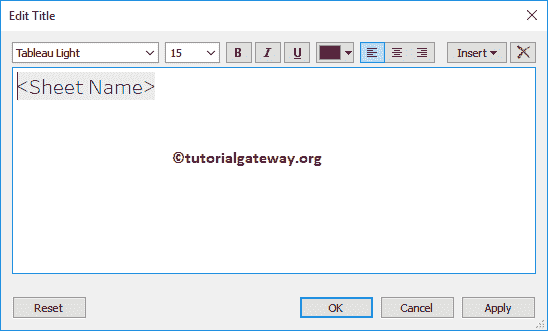 Edit Title
Tableau Light 15 B I U Insert
<Sheet Name>
©tutorialgateway.org
Reset OK Cancel Apply